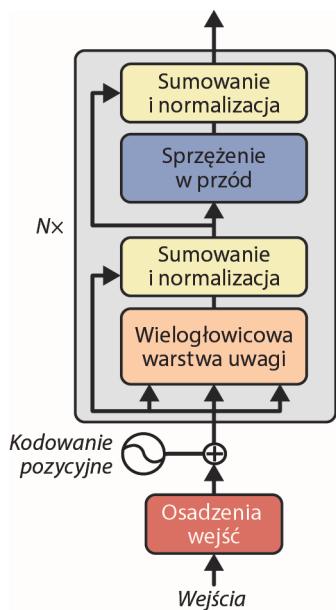 Sumowanie
i normalizacja
Sprzężenie
w przód
N×
Sumowanie
i normalizacja
Wielogłowicowa
warstwa uwagi
Kodowanie
pozycyjne
Osadzenia
wejść
Wejścia